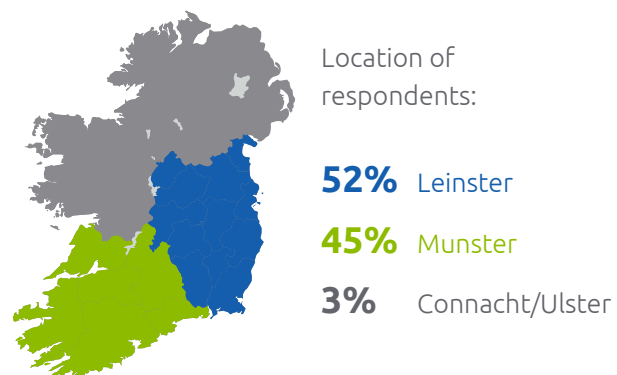 Location of
respondents:
52% Leinster
45% Munster
3% Connacht/Ulster